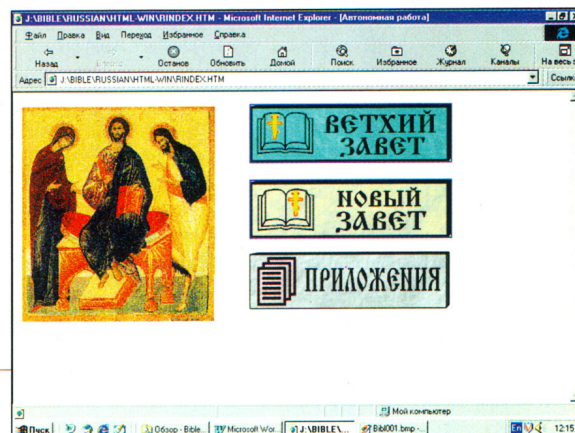 J:\BIBLE\RUSSIAN\HTML-WIN\RINDEX.HTM - Microsoft Internet Explorer - [Автономная работа]
Файл Правка Вид Переход Избранное Справка
Назад Вперед Останов Обновить Домой Поиск Избранное Журнал Каналы На весь
Адрес J:\BIBLE\RUSSIAN\HTML-WIN\RINDEX.HTM Ссылк
ВЕТХИЙ
ЗАВЕТ
НОВЫЙ
ЗАВЕТ
ПРИЛОЖЕНИЯ
Мой компьютер
Пуск Обзор - Bible... Microsoft Wor... J:\BIBLE\... Bibl001.bmp -... En 12:15